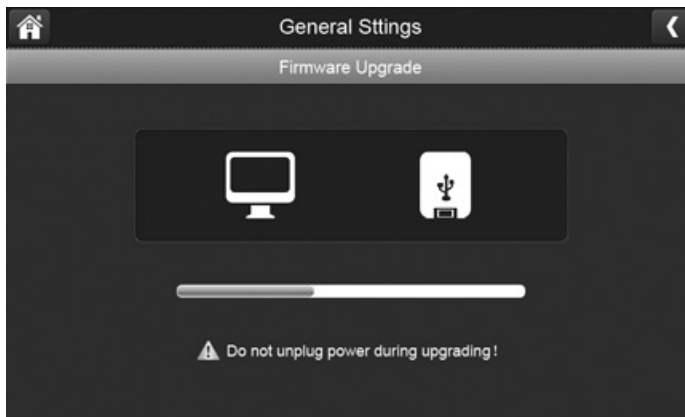 General Sttings
Firmware Upgrade
Do not unplug power during upgrading!